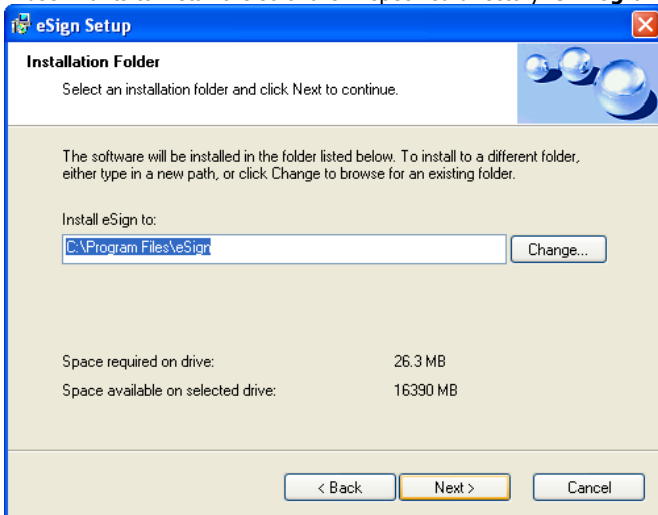 eSign Setup
Installation Folder
Select an installation folder and click Next to continue.
The software will be installed in the folder listed below. To install to a different folder,
either type in a new path, or click Change to browse for an existing folder.
Install eSign to:
C:\Program Files\eSign
Change...
Space required on drive: 26.3 MB
Space available on selected drive: 16390 MB
< Back Next > Cancel